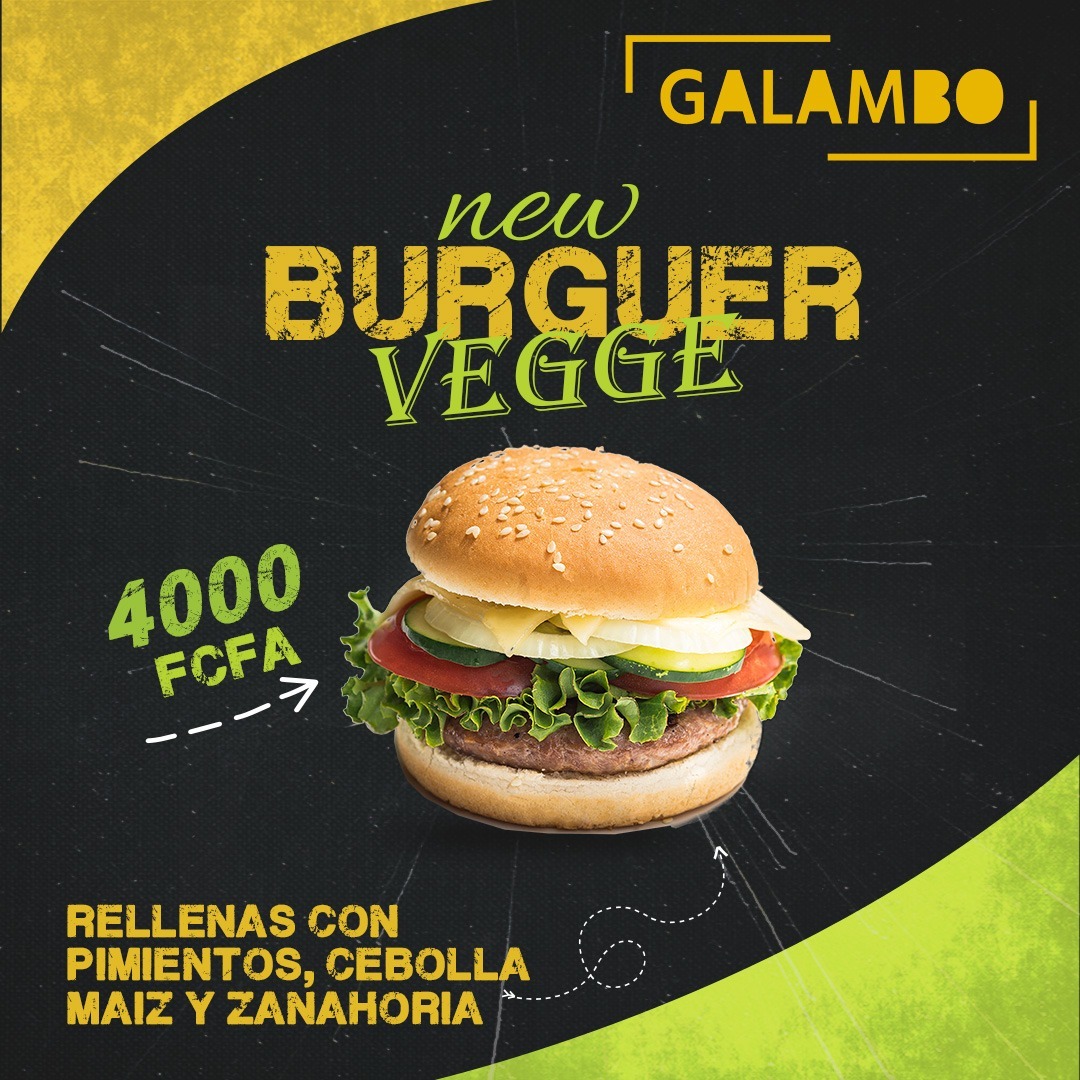 GALAMBO
new
BURGUER
VEGGE
4000
FCFA
RELLENAS CON
PIMIENTOS, CEBOLLA
MAIZ Y ZANAHORIA